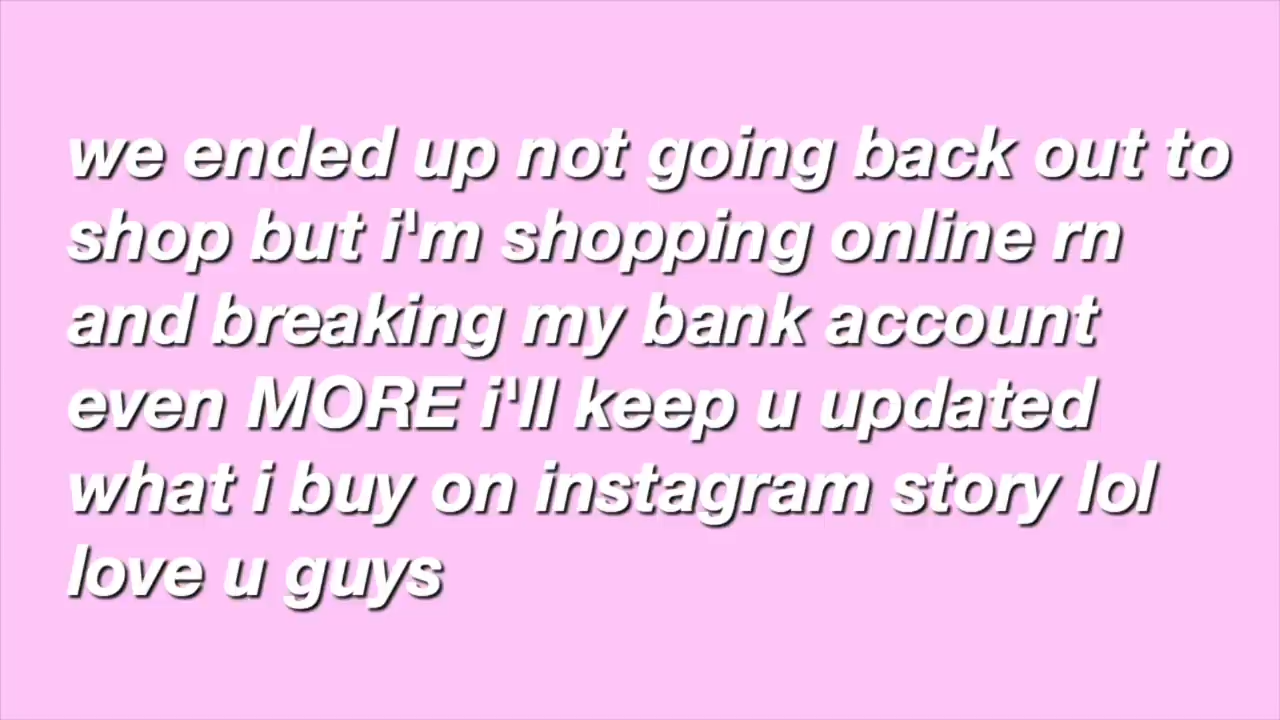 we ended up not going back out to
shop but i'm shopping online rn
and breaking my bank account
even MORE i'll keep u updated
what i buy on instagram story lol
love u guys